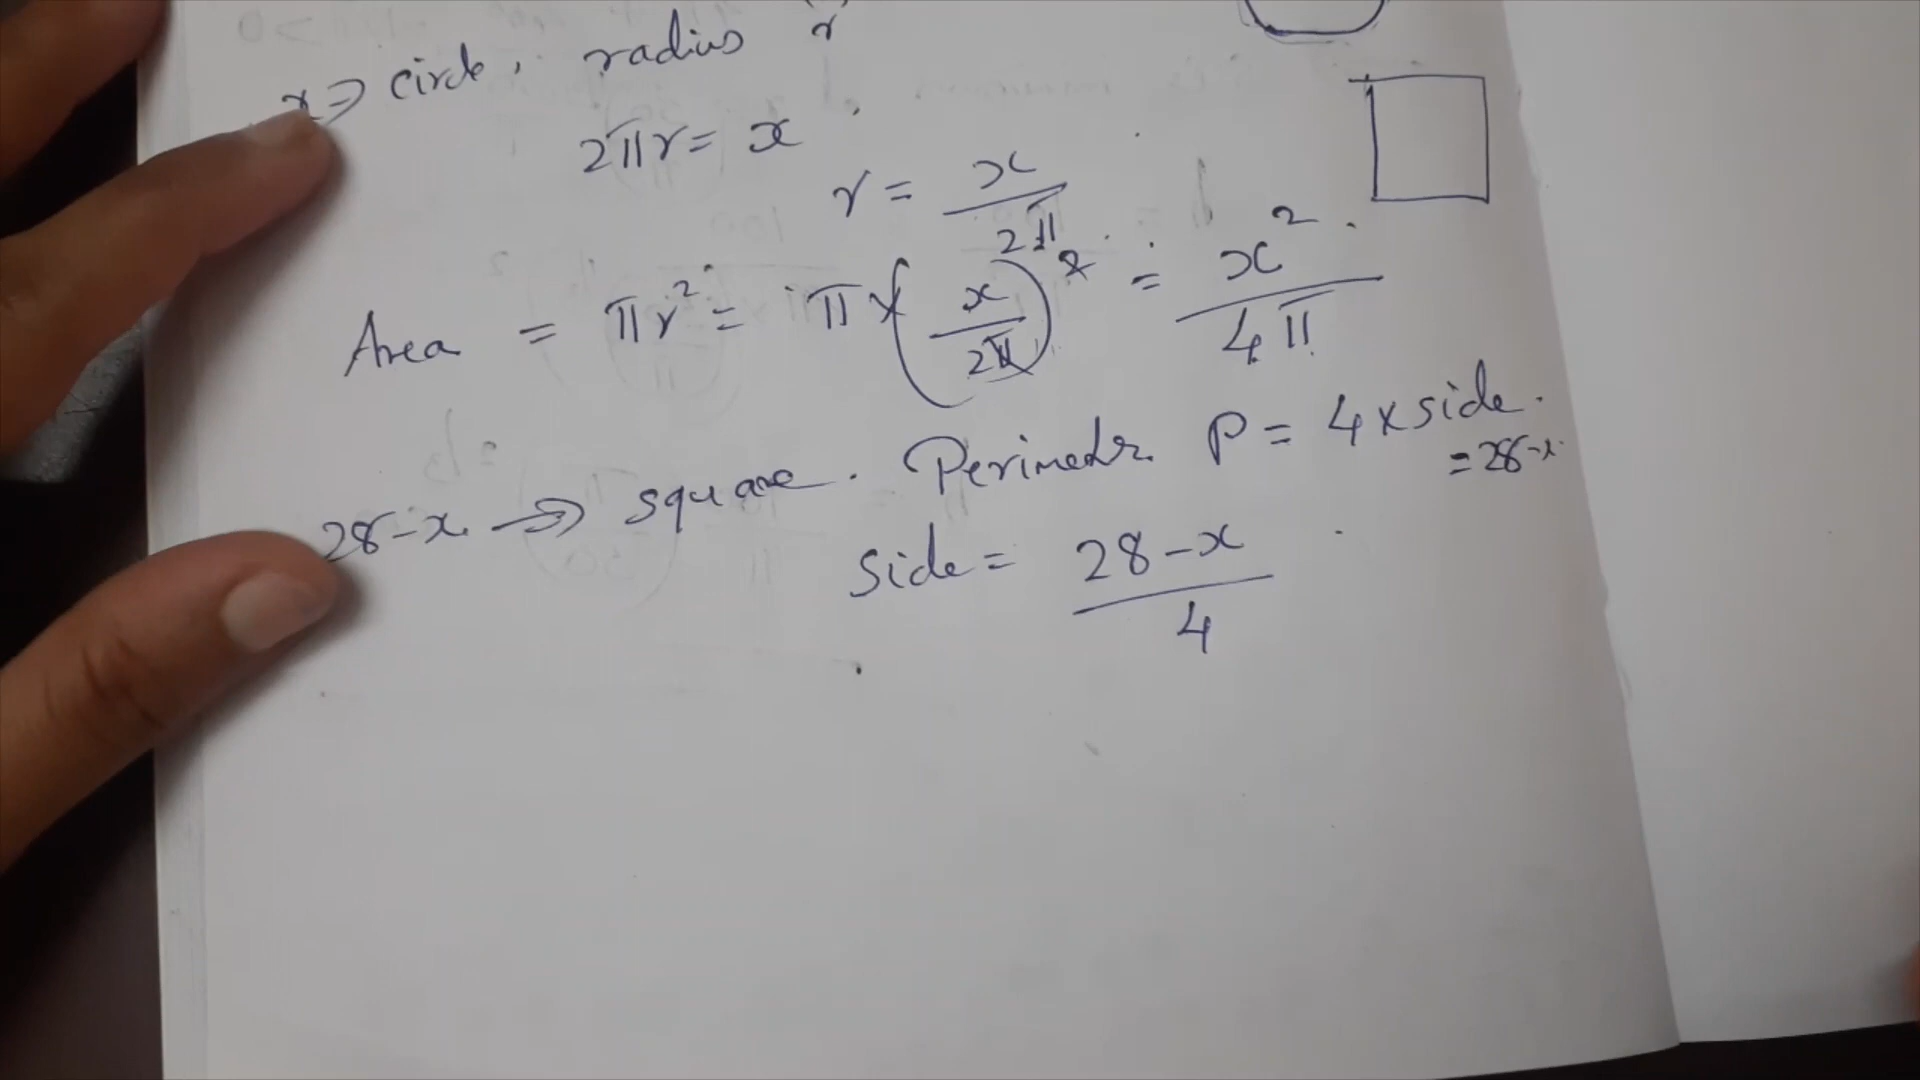 x ⇒ circle, radius r
2πr = x
r = x/2π
Area = πr² = π × (x/2π)² = x²/4π
28-x → square. Perimeter P = 4 × side.
= 28-x
side = 28-x/4